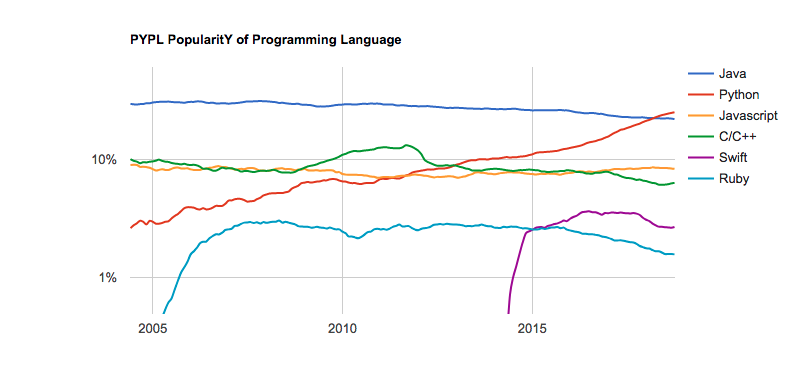 PYPL PopularitY of Programming Language
Java
Python
Javascript
C/C++
Swift
Ruby
10%
1%
2005
2010
2015